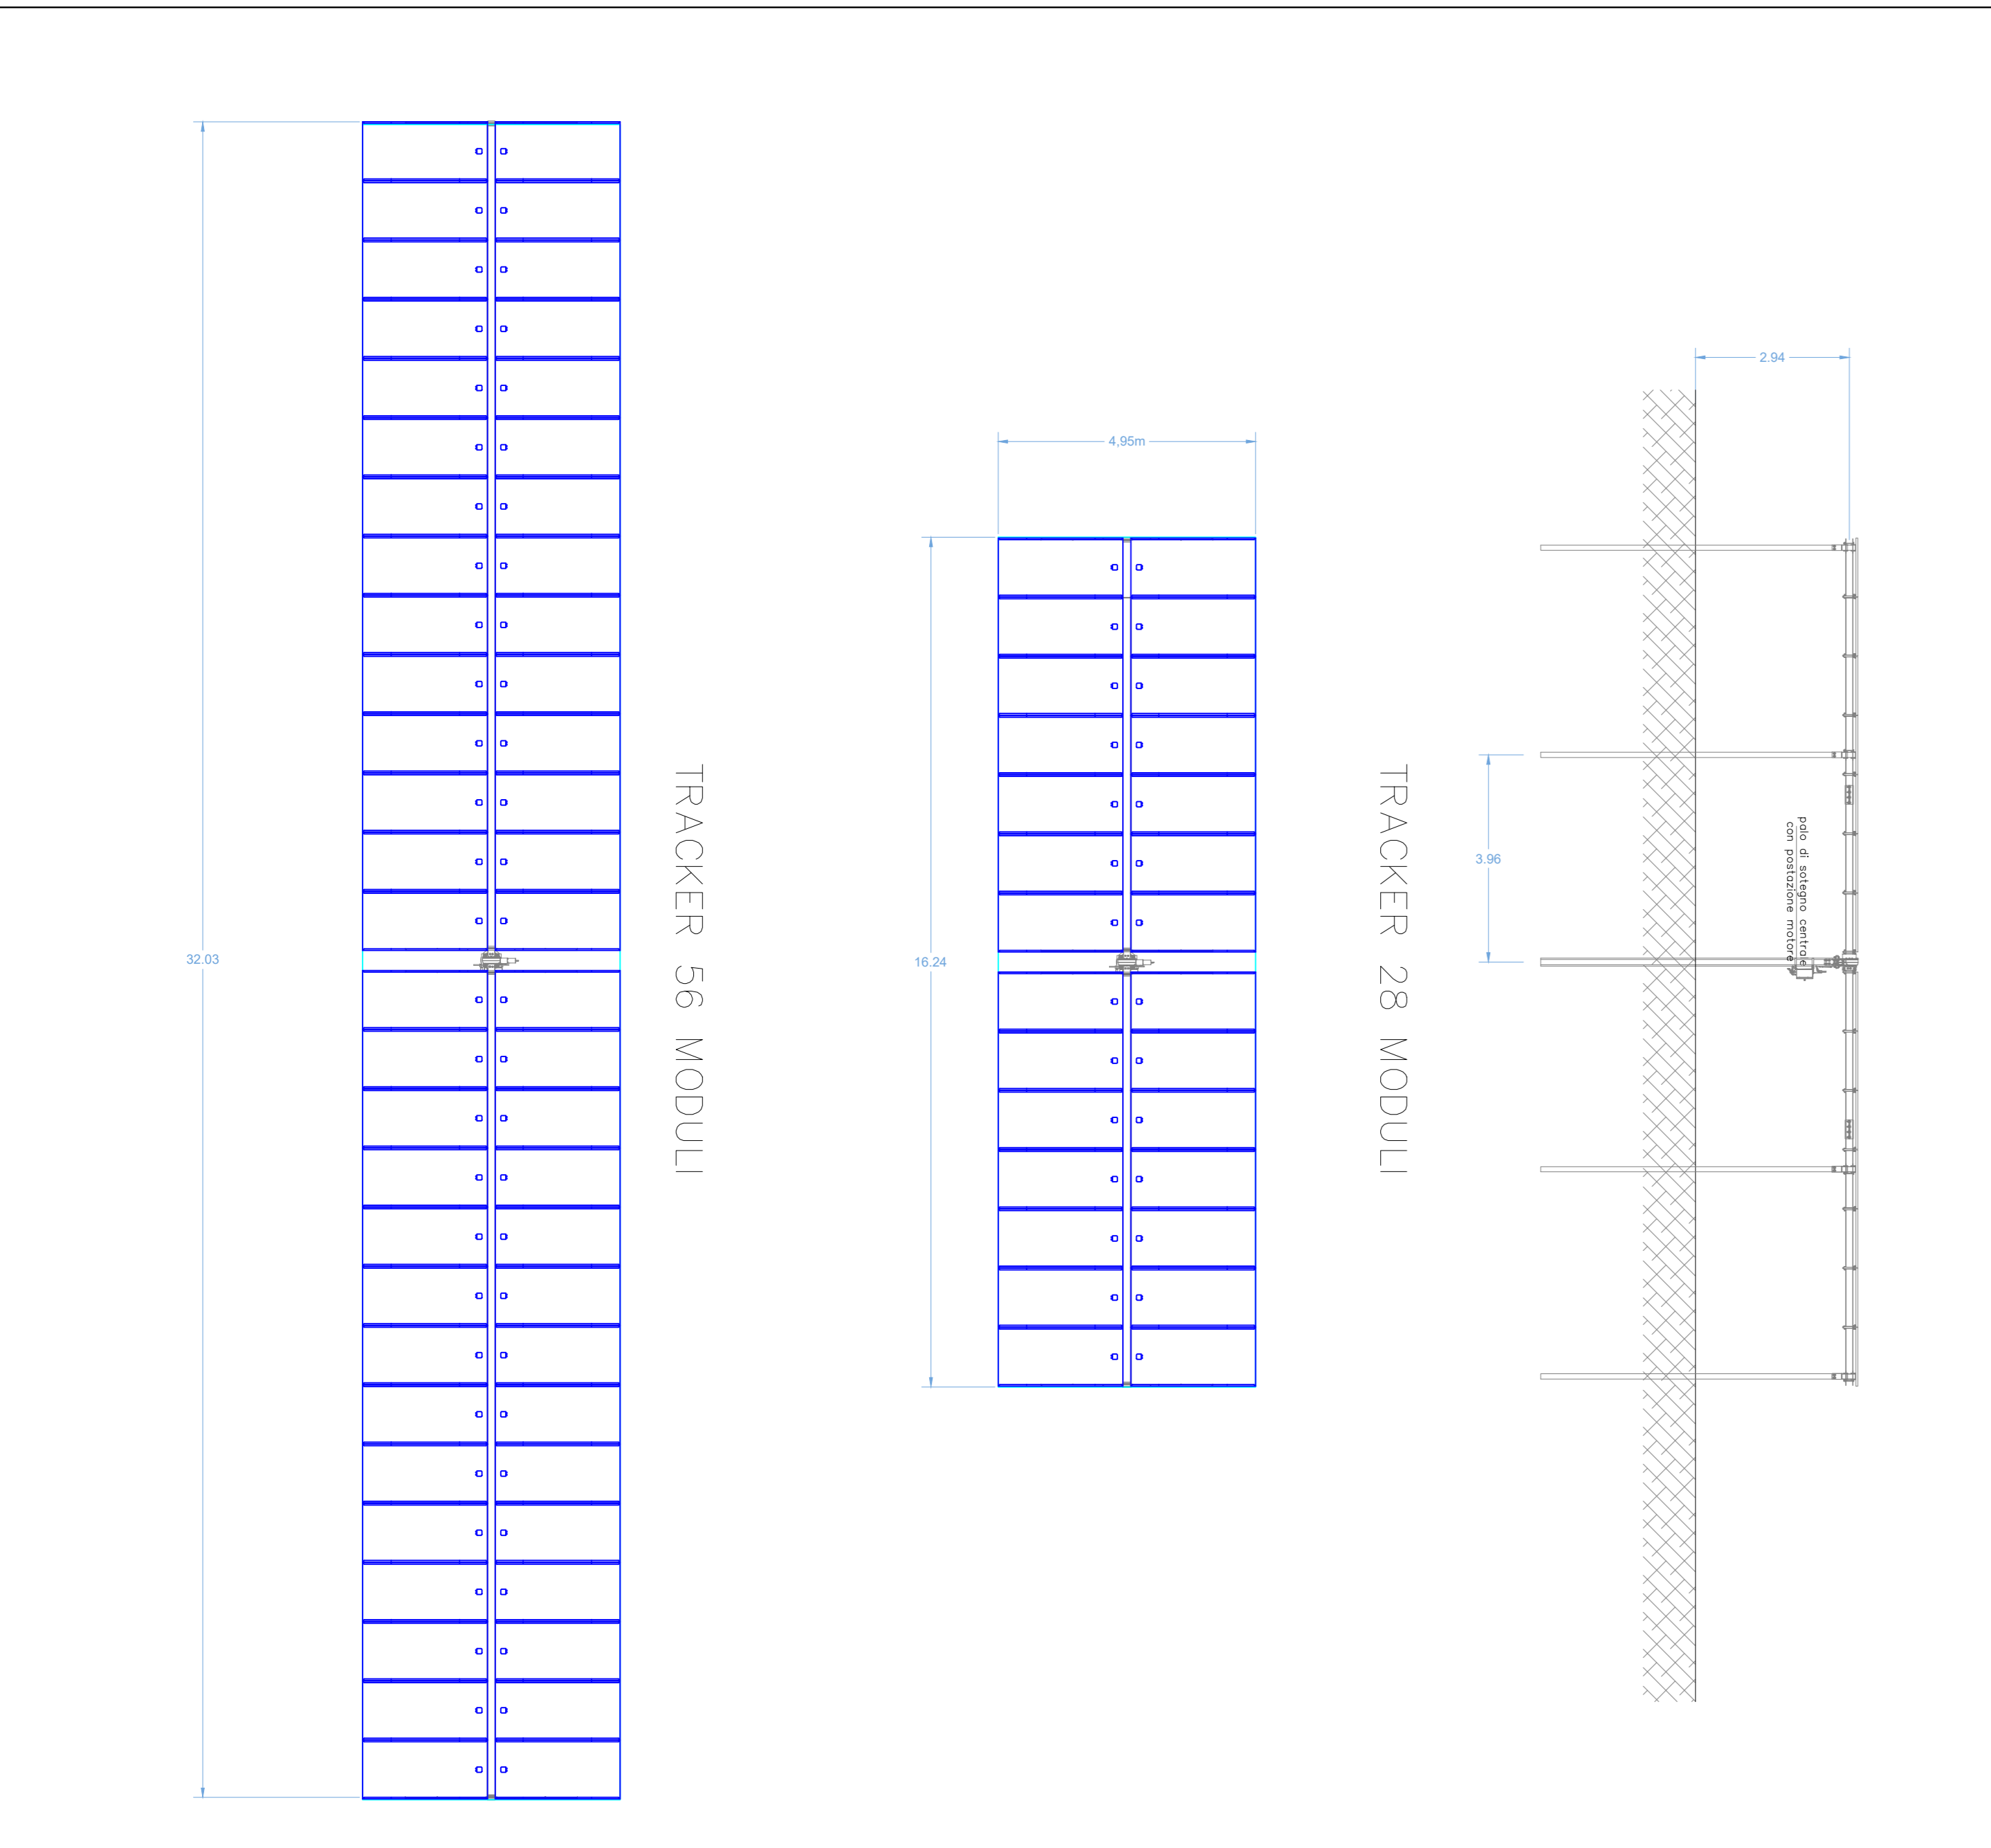 32.03
TRACKER 56 MODULI
16.24
4,95m
TRACKER 28 MODULI
3.96
2.94
palo di sotegno centrale
con postazione motore